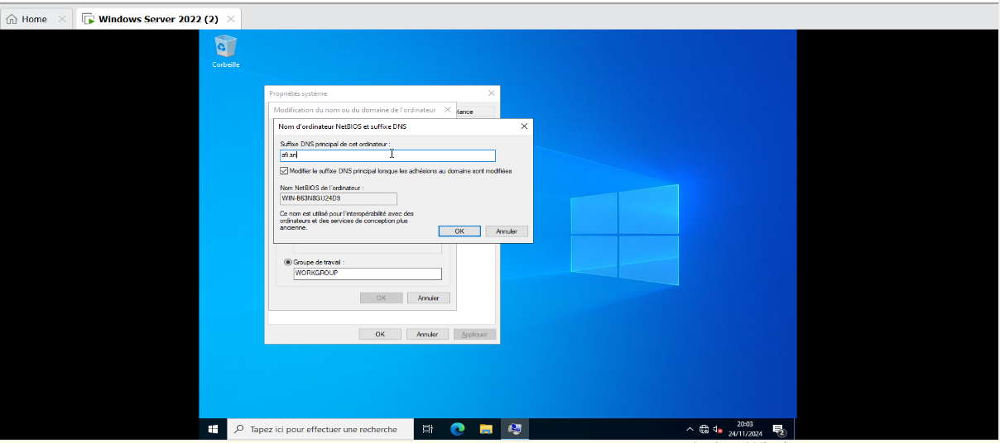 Home
Windows Server 2022 (2)
Corbeille
Propriétés système
Modification du nom ou du domaine de l'ordinateur
tance
Nom d'ordinateur NetBIOS et suffixe DNS
Suffixe DNS principal de cet ordinateur :
afi.sn
Modifier le suffixe DNS principal lorsque les adhésions au domaine sont modifiées
Nom NetBIOS de l'ordinateur :
WIN-B63N8GU24D9
Ce nom est utilisé pour l'interopérabilité avec des
ordinateurs et des services de conception plus
ancienne.
OK
Annuler
Groupe de travail :
WORKGROUP
OK
Annuler
OK
Annuler
Appliquer
Tapez ici pour effectuer une recherche
20:03
24/11/2024
2